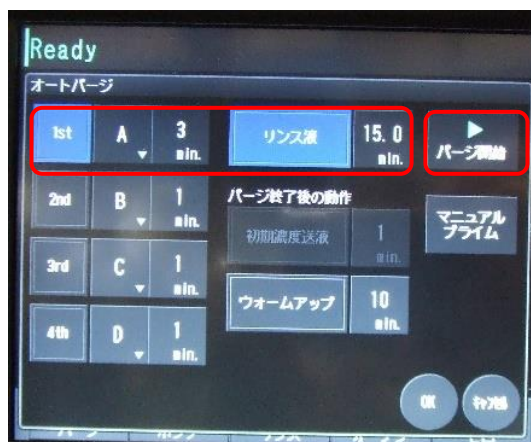 Ready
オートパージ
1st A 3 min. リンス液 15.0 min. パージ開始
2nd B 1 min. パージ終了後の動作
初期濃度送液 1 min. マニュアル プライム
3rd C 1 min.
ウォームアップ 10 min.
4th D 1 min.
OK キャンセル